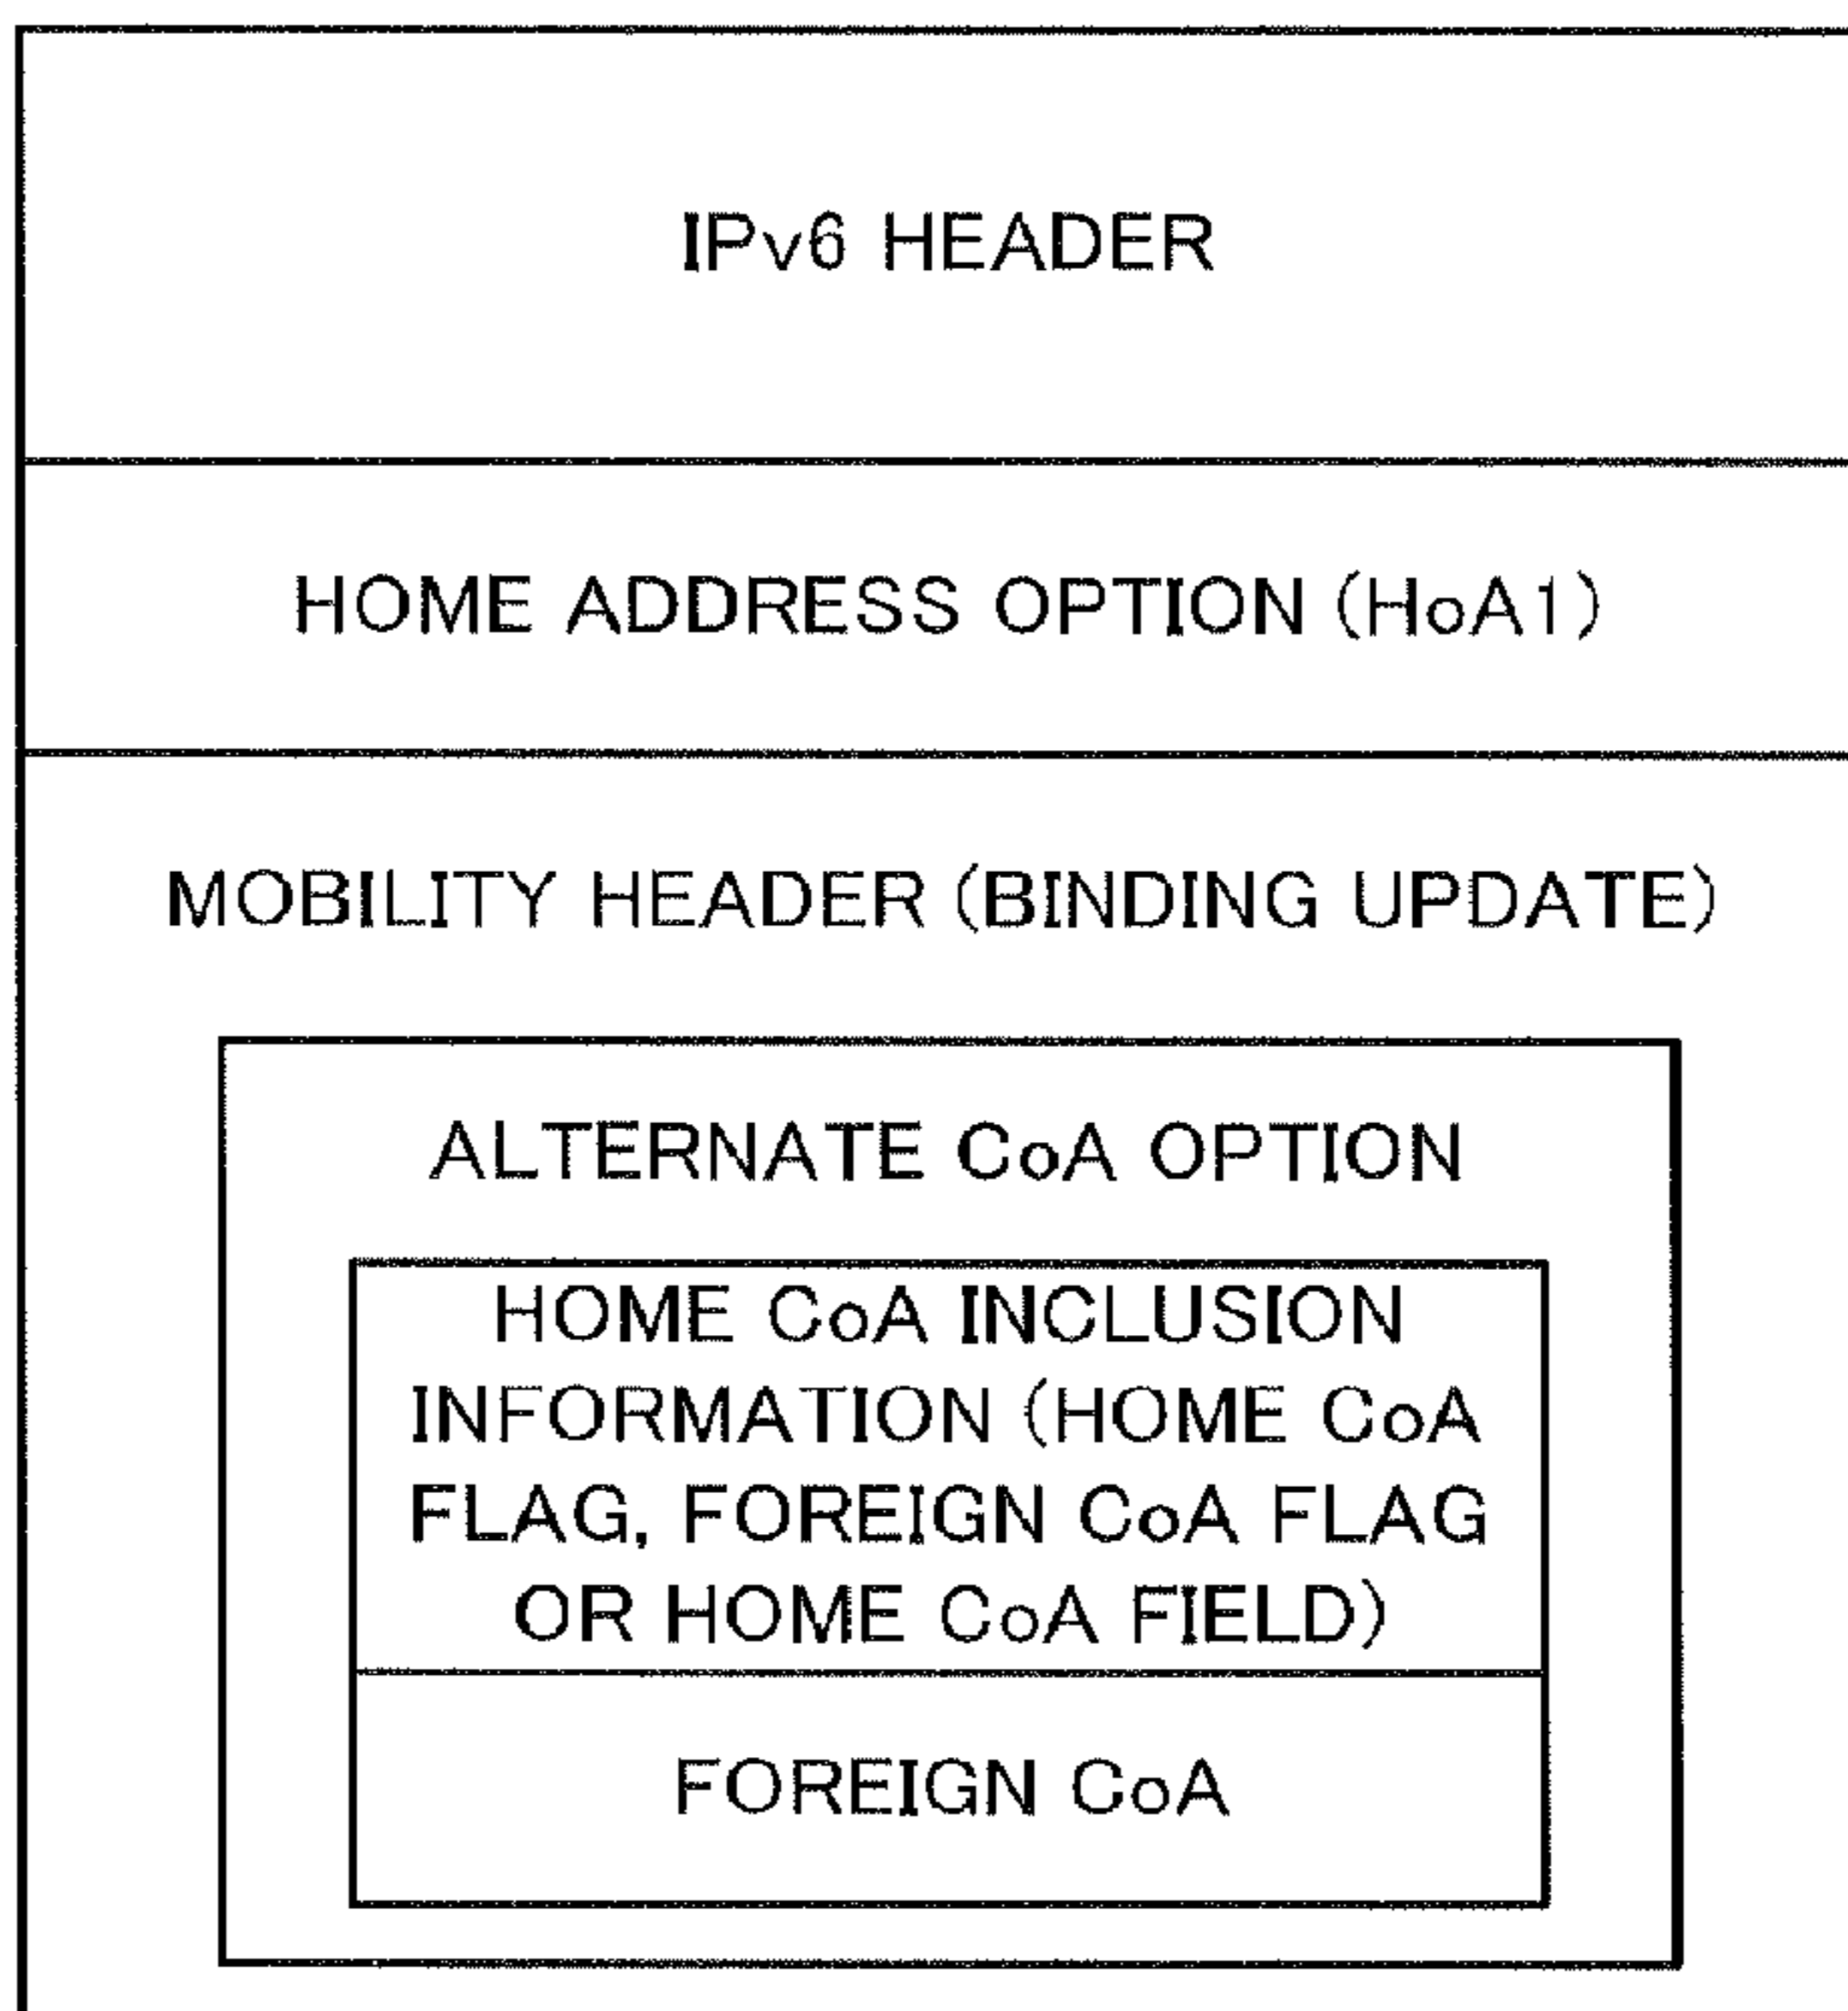 IPv6 HEADER
HOME ADDRESS OPTION (HoA1)
MOBILITY HEADER (BINDING UPDATE)
ALTERNATE CoA OPTION
HOME CoA INCLUSION
INFORMATION (HOME CoA
FLAG, FOREIGN CoA FLAG
OR HOME CoA FIELD)
FOREIGN CoA